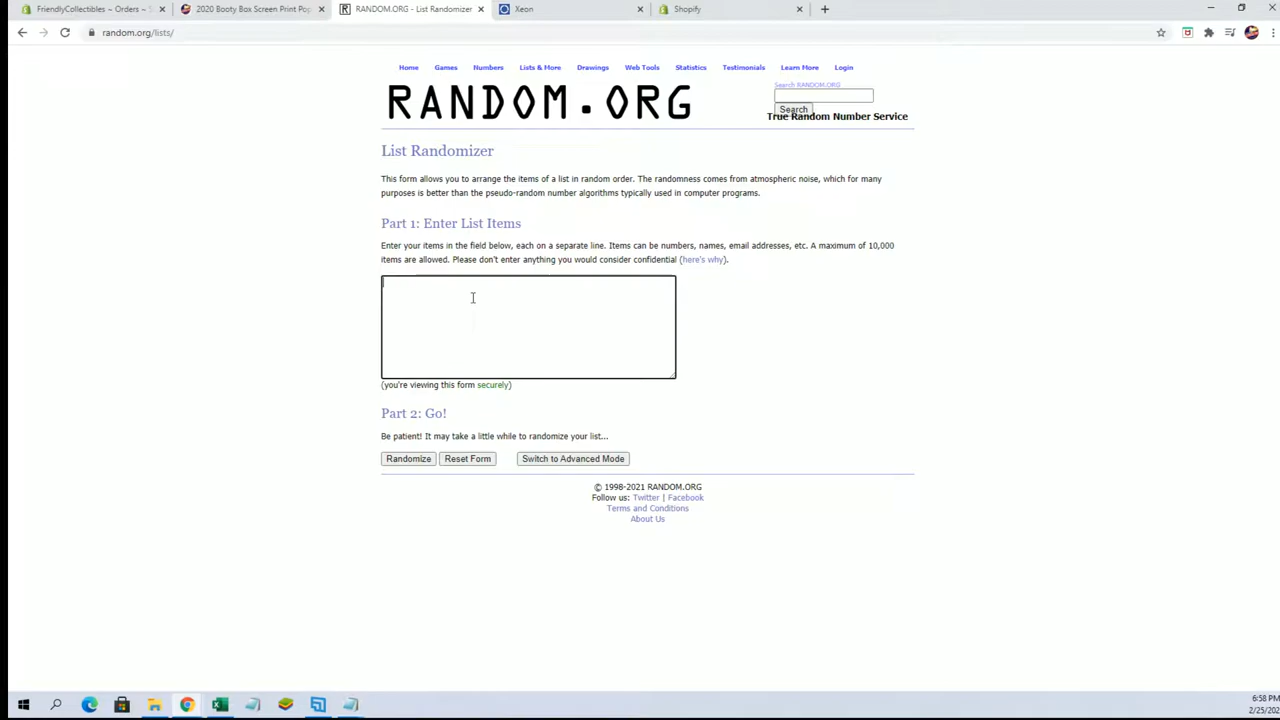 FriendlyCollectibles ~ Orders ~ S
2020 Booty Box Screen Print Pop
RANDOM.ORG - List Randomizer
Xeon
Shopify
random.org/lists/
Home Games Numbers Lists & More Drawings Web Tools Statistics Testimonials Learn More Login
RANDOM.ORG
Search RANDOM.ORG
Search
True Random Number Service
List Randomizer
This form allows you to arrange the items of a list in random order. The randomness comes from atmospheric noise, which for many
purposes is better than the pseudo-random number algorithms typically used in computer programs.
Part 1: Enter List Items
Enter your items in the field below, each on a separate line. Items can be numbers, names, email addresses, etc. A maximum of 10,000
items are allowed. Please don't enter anything you would consider confidential (here's why).
(you're viewing this form securely)
Part 2: Go!
Be patient! It may take a little while to randomize your list...
Randomize Reset Form Switch to Advanced Mode
© 1998-2021 RANDOM.ORG
Follow us: Twitter | Facebook
Terms and Conditions
About Us
6:58 PM
2/25/202